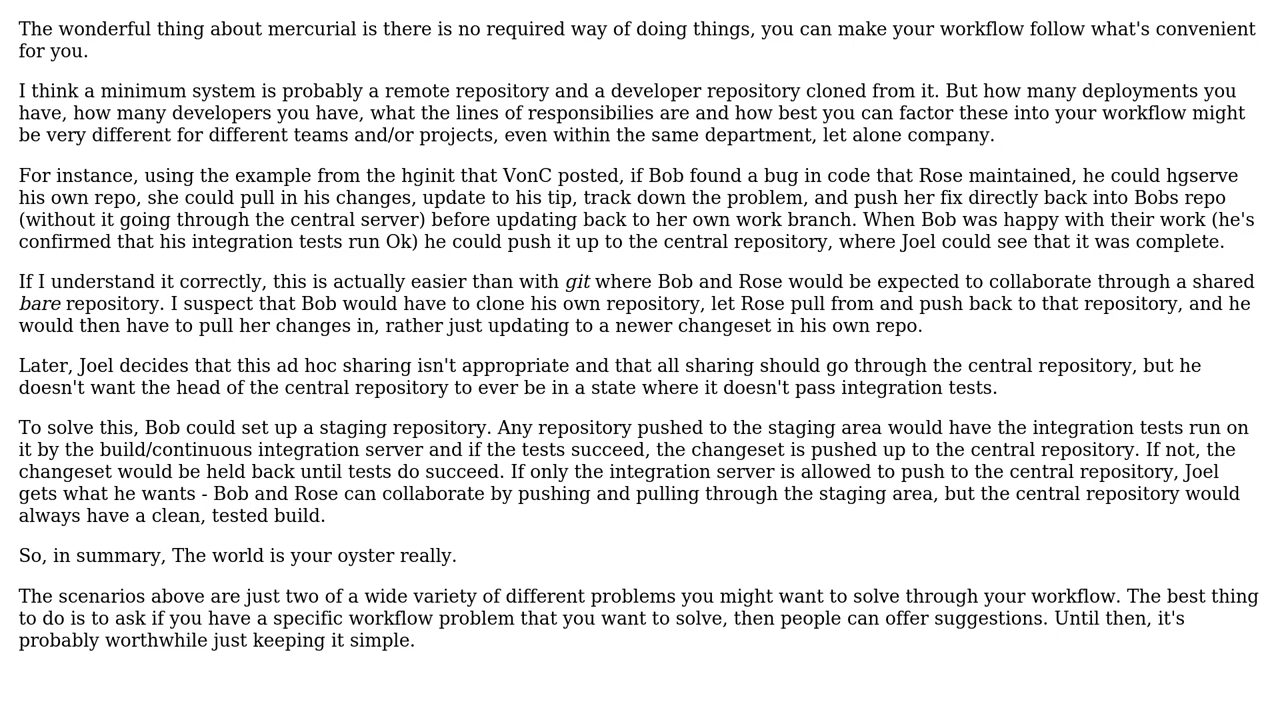 The wonderful thing about mercurial is there is no required way of doing things, you can make your workflow follow what's convenient
for you.
I think a minimum system is probably a remote repository and a developer repository cloned from it. But how many deployments you
have, how many developers you have, what the lines of responsibilies are and how best you can factor these into your workflow might
be very different for different teams and/or projects, even within the same department, let alone company.
For instance, using the example from the hginit that VonC posted, if Bob found a bug in code that Rose maintained, he could hgserve
his own repo, she could pull in his changes, update to his tip, track down the problem, and push her fix directly back into Bobs repo
(without it going through the central server) before updating back to her own work branch. When Bob was happy with their work (he's
confirmed that his integration tests run Ok) he could push it up to the central repository, where Joel could see that it was complete.
If I understand it correctly, this is actually easier than with git where Bob and Rose would be expected to collaborate through a shared
bare repository. I suspect that Bob would have to clone his own repository, let Rose pull from and push back to that repository, and he
would then have to pull her changes in, rather just updating to a newer changeset in his own repo.
Later, Joel decides that this ad hoc sharing isn't appropriate and that all sharing should go through the central repository, but he
doesn't want the head of the central repository to ever be in a state where it doesn't pass integration tests.
To solve this, Bob could set up a staging repository. Any repository pushed to the staging area would have the integration tests run on
it by the build/continuous integration server and if the tests succeed, the changeset is pushed up to the central repository. If not, the
changeset would be held back until tests do succeed. If only the integration server is allowed to push to the central repository, Joel
gets what he wants - Bob and Rose can collaborate by pushing and pulling through the staging area, but the central repository would
always have a clean, tested build.
So, in summary, The world is your oyster really.
The scenarios above are just two of a wide variety of different problems you might want to solve through your workflow. The best thing
to do is to ask if you have a specific workflow problem that you want to solve, then people can offer suggestions. Until then, it's
probably worthwhile just keeping it simple.